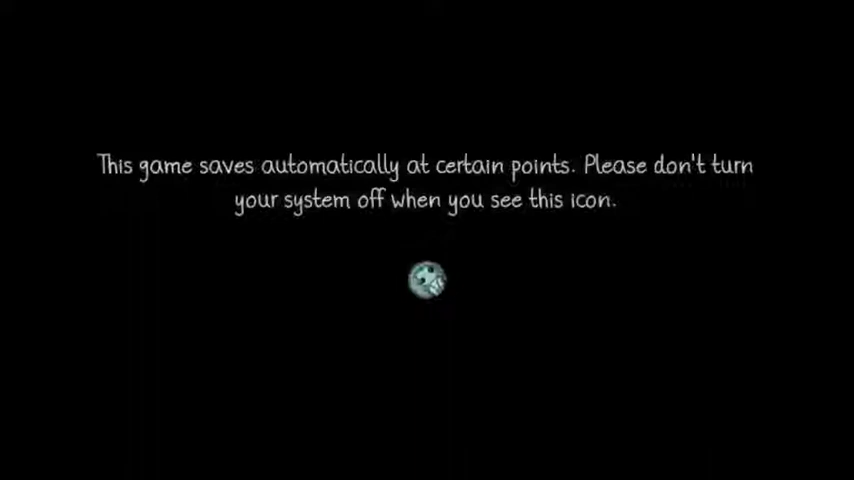 This game saves automatically at certain points. Please don't turn
your system off when you see this icon.